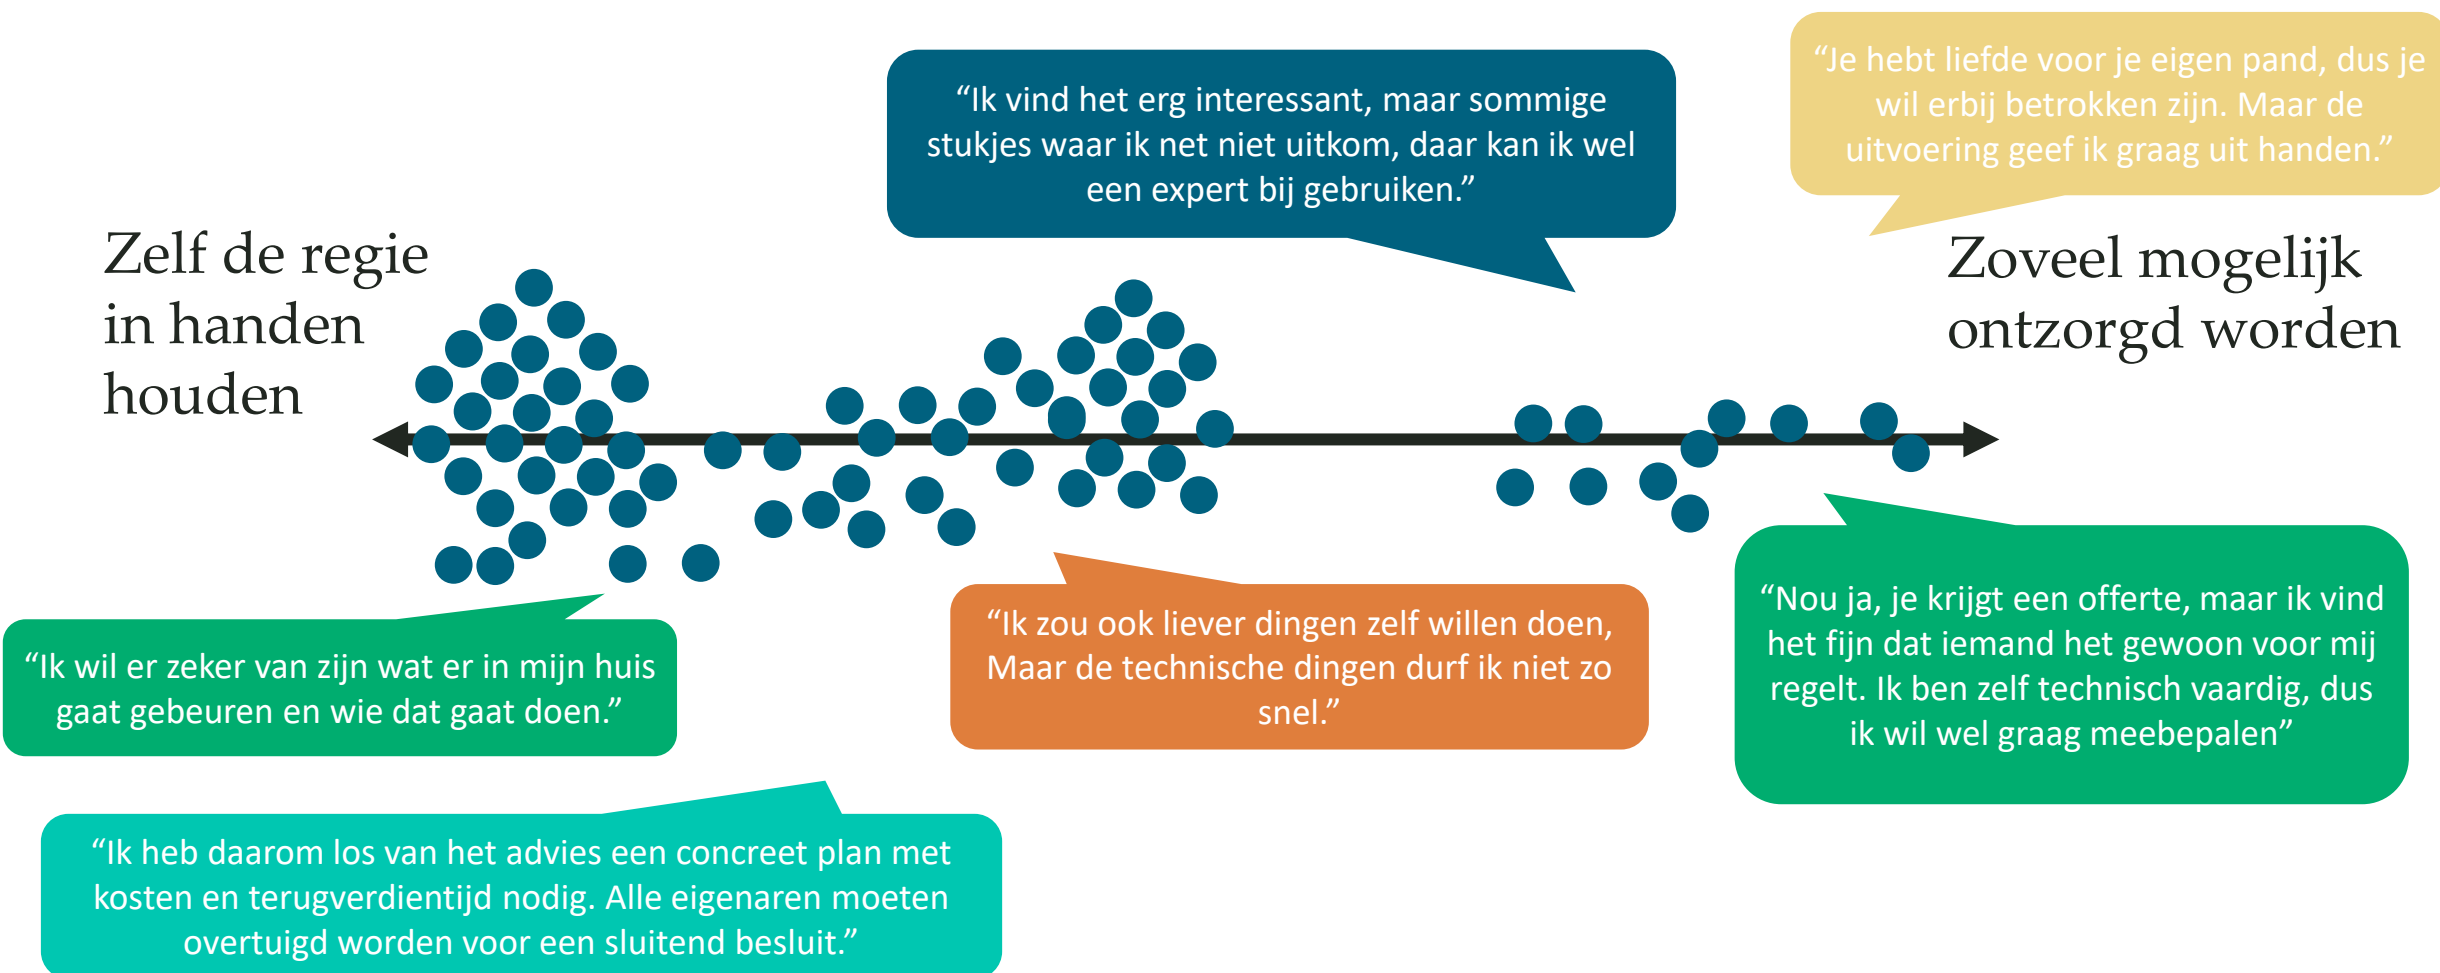 “Je hebt liefde voor je eigen pand, dus je
wil erbij betrokken zijn. Maar de
uitvoering geef ik graag uit handen.”
“Ik vind het erg interessant, maar sommige
stukjes waar ik net niet uitkom, daar kan ik wel
een expert bij gebruiken.”
Zelf de regie
in handen
houden
Zoveel mogelijk
ontzorgd worden
“Ik wil er zeker van zijn wat er in mijn huis
gaat gebeuren en wie dat gaat doen.”
“Ik zou ook liever dingen zelf willen doen,
Maar de technische dingen durf ik niet zo
snel.”
“Nou ja, je krijgt een offerte, maar ik vind
het fijn dat iemand het gewoon voor mij
regelt. Ik ben zelf technisch vaardig, dus
ik wil wel graag meebepalen”
“Ik heb daarom los van het advies een concreet plan met
kosten en terugverdientijd nodig. Alle eigenaren moeten
overtuigd worden voor een sluitend besluit.”